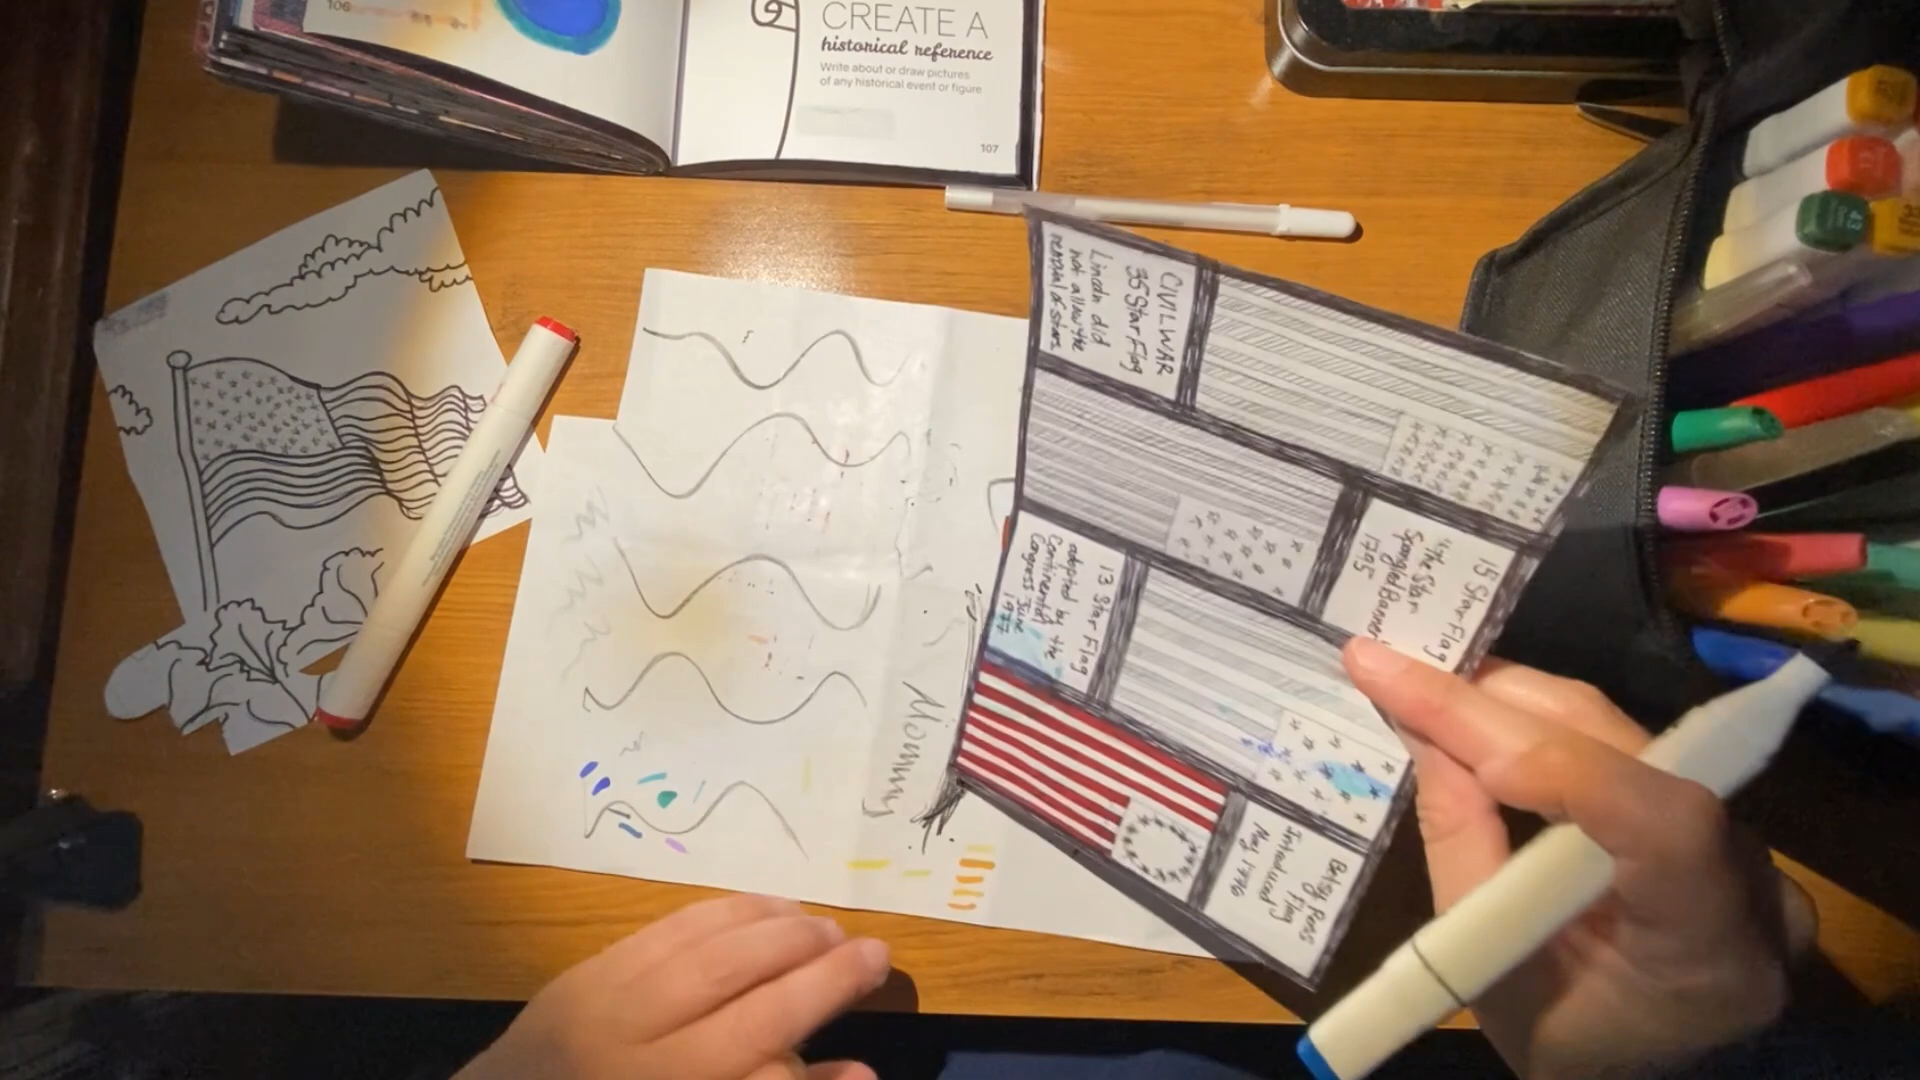 106
CREATE A
historical reference
Write about or draw pictures
of any historical event or figure
107
CIVIL WAR
35 Star Flag
Lincoln did
not allow the
removal of stars
15 Star Flag
"The Star
Spangled Banner"
1795
13 Star Flag
adopted by the
Continental
Congress June
1977
Betsy Ross
Flag
Introduced
May 1776
Mommy